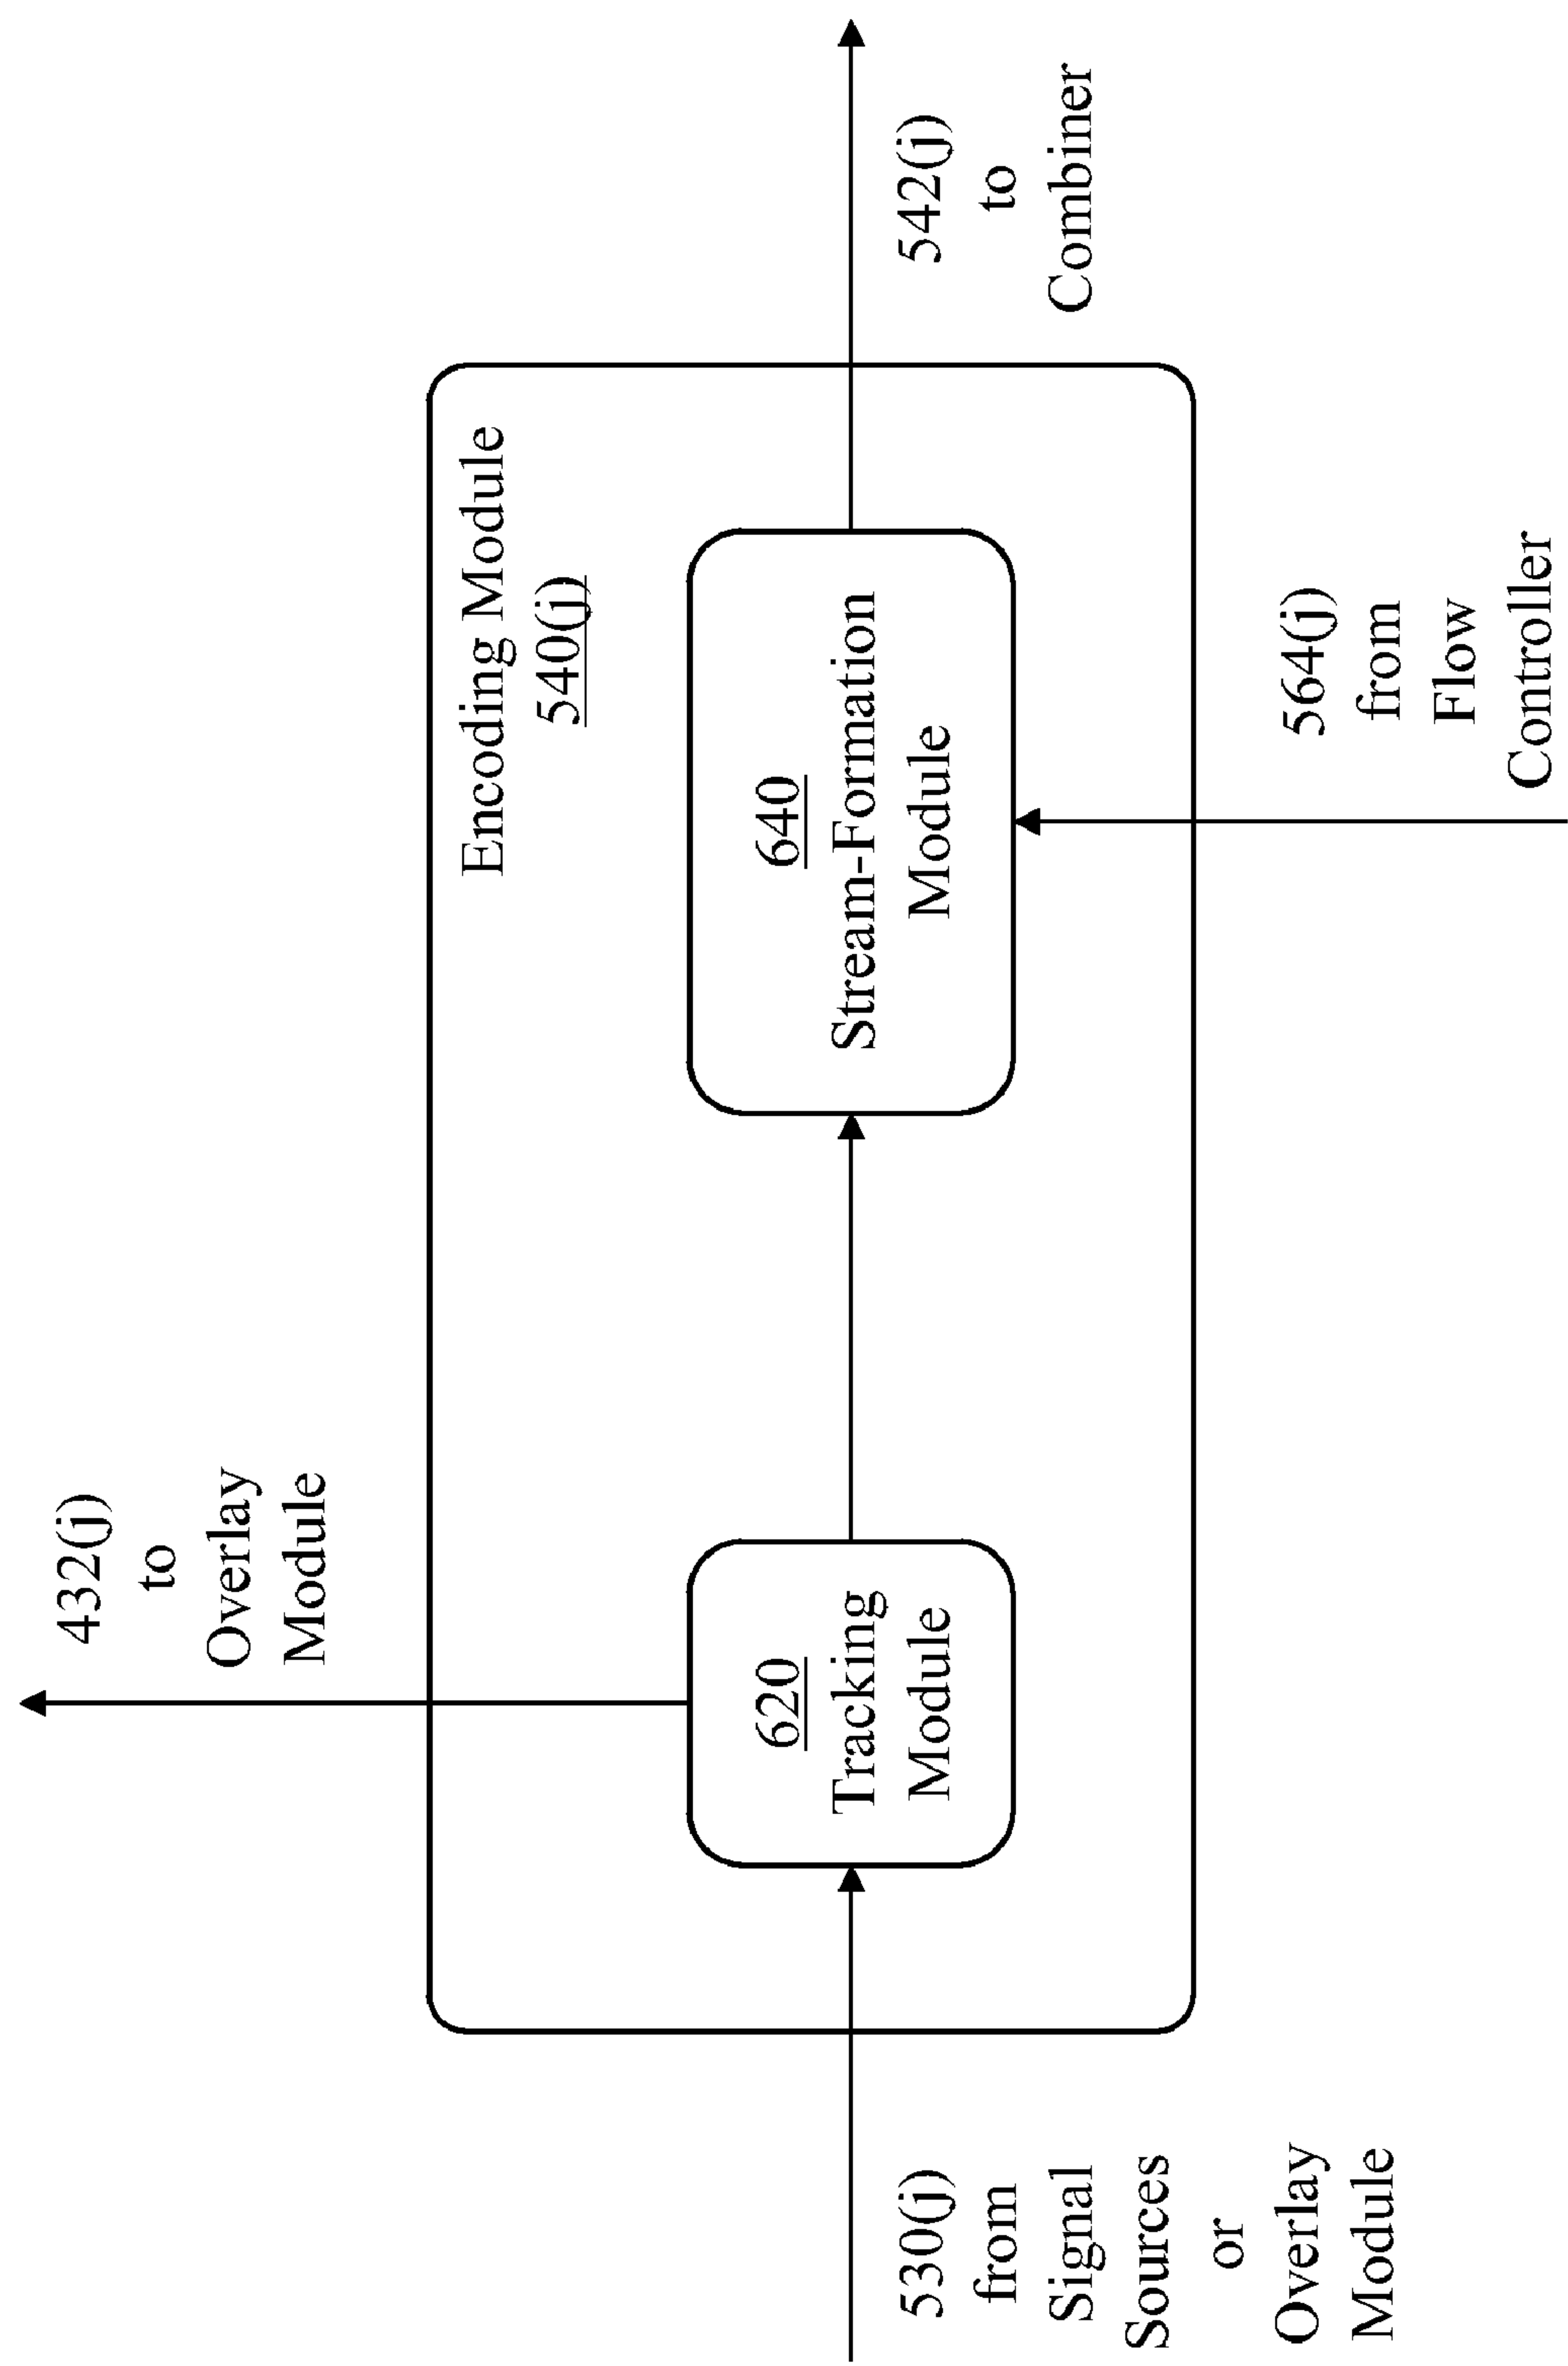 432(j)
to
Overlay
Module
Encoding Module
540(j)
620
Tracking
Module
640
Stream-Formation
Module
530(j)
from
Signal
Sources
or
Overlay
Module
542(j)
to
Combiner
564(j)
from
Flow
Controller